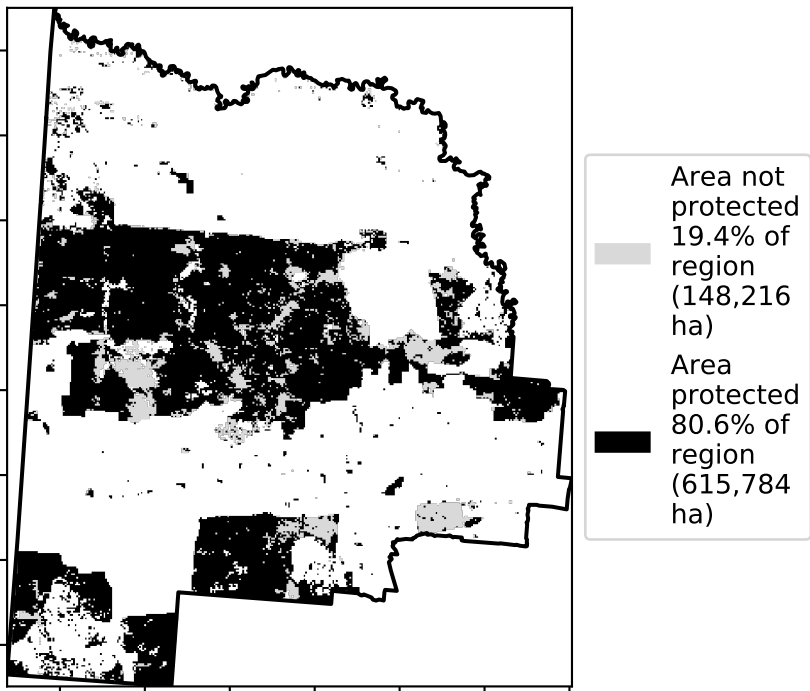 Area not
protected
19.4% of
region
(148,216
ha)
Area
protected
80.6% of
region
(615,784
ha)